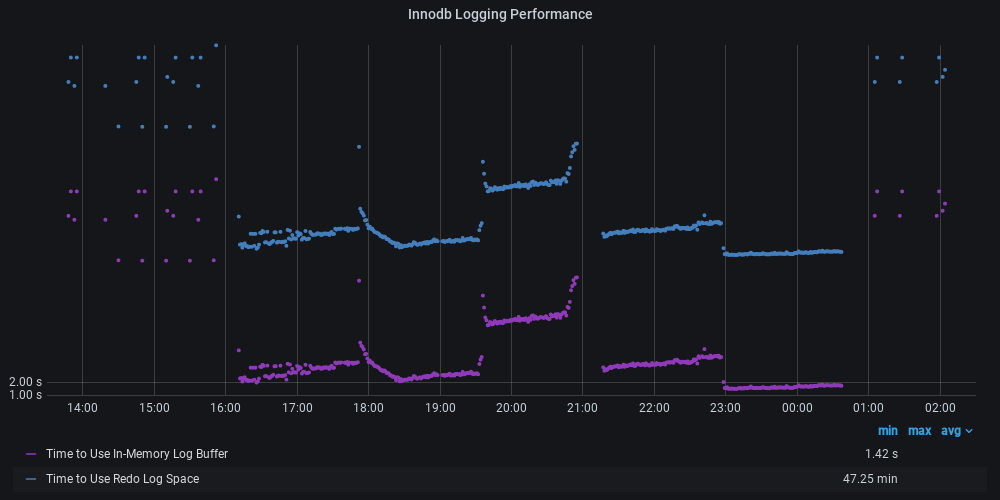 Innodb Logging Performance
2.00 s
1.00 s
14:00 15:00 16:00 17:00 18:00 19:00 20:00 21:00 22:00 23:00 00:00 01:00 02:00
min max avg
Time to Use In-Memory Log Buffer 1.42 s
Time to Use Redo Log Space 47.25 min